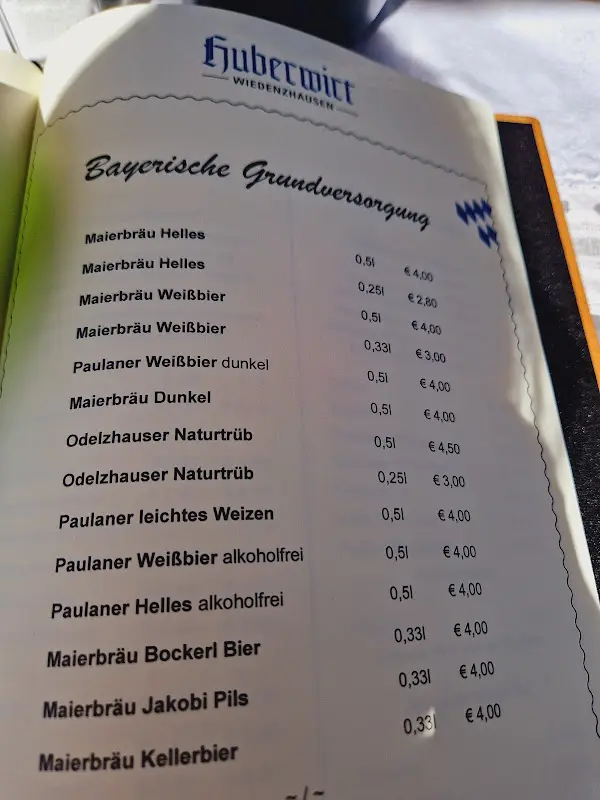 Huberwirt
WIEDENZHAUSEN
Bayerische Grundversorgung
Maierbräu Helles 0,5l € 4,00
Maierbräu Helles 0,25l € 2,80
Maierbräu Weißbier 0,5l € 4,00
Maierbräu Weißbier 0,33l € 3,00
Paulaner Weißbier dunkel 0,5l € 4,00
Maierbräu Dunkel 0,5l € 4,00
Odelzhauser Naturtrüb 0,5l € 4,50
Odelzhauser Naturtrüb 0,25l € 3,00
Paulaner leichtes Weizen 0,5l € 4,00
Paulaner Weißbier alkoholfrei 0,5l € 4,00
Paulaner Helles alkoholfrei 0,5l € 4,00
Maierbräu Bockerl Bier 0,33l € 4,00
Maierbräu Jakobi Pils 0,33l € 4,00
Maierbräu Kellerbier 0,33l € 4,00
~ / ~